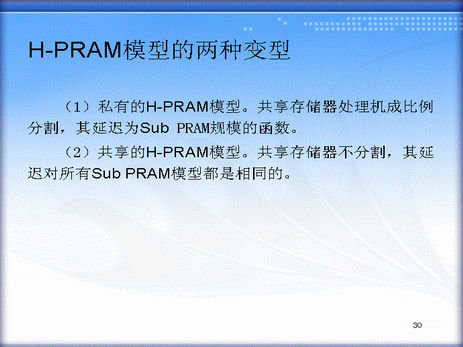 H-PRAM模型的两种变型
（1）私有的H-PRAM模型。共享存储器处理机成比例
分割，其延迟为Sub PRAM规模的函数。
（2）共享的H-PRAM模型。共享存储器不分割，其延
迟对所有Sub PRAM模型都是相同的。
30